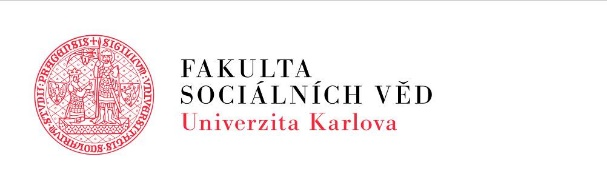 FAKULTA
SOCIÁLNÍCH VĚD
Univerzita Karlova